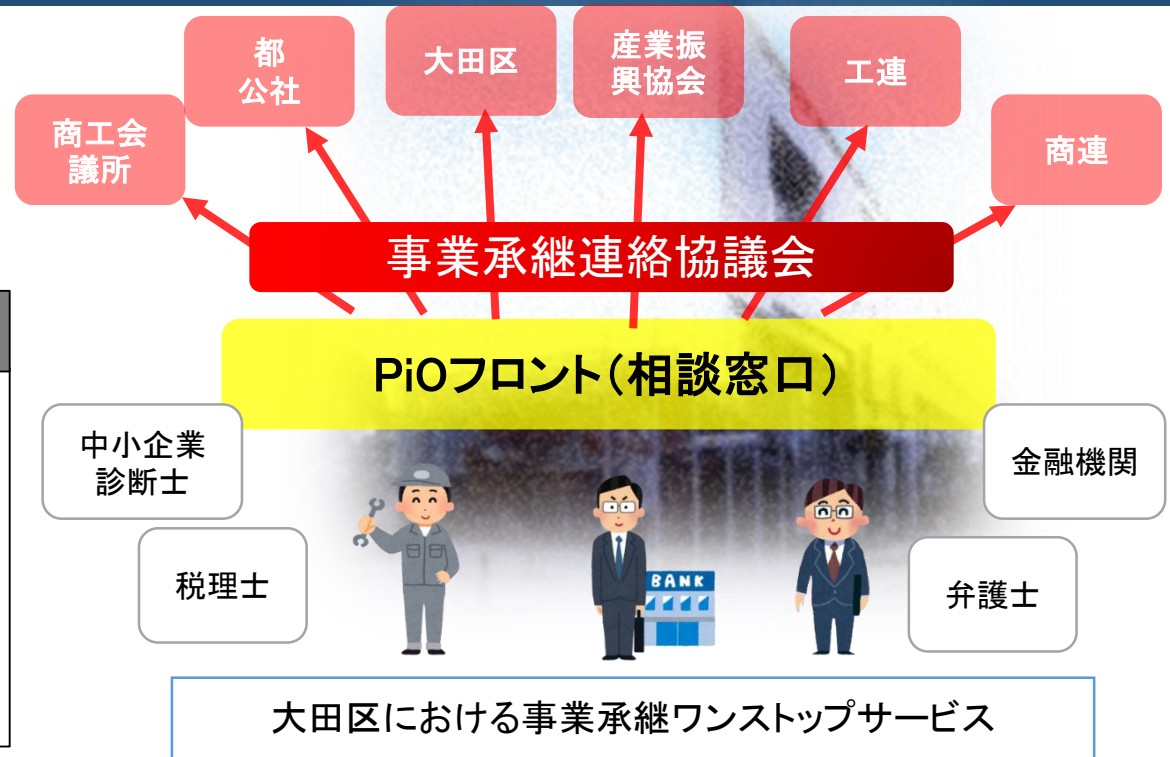 都
公社
大田区
産業振
興協会
工連
商工会
議所
商連
事業承継連絡協議会
PiOフロント(相談窓口)
中小企業
診断士
金融機関
税理士
BANK
弁護士
大田区における事業承継ワンストップサービス